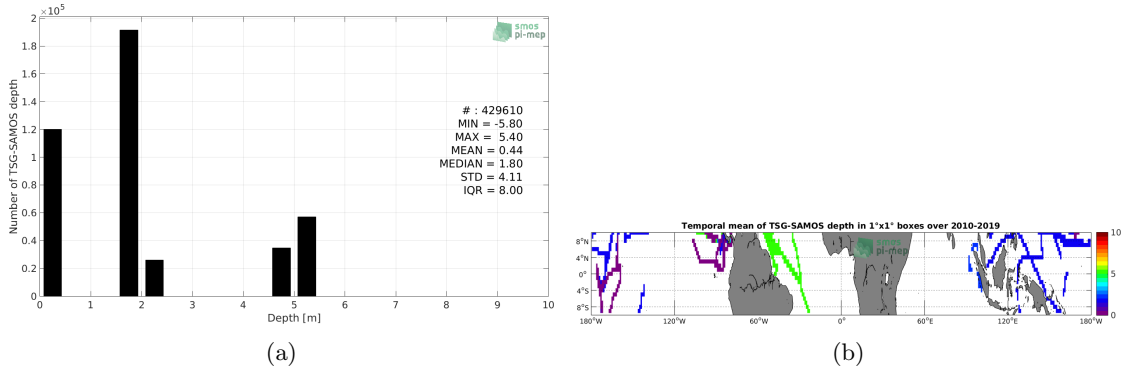 ×10⁵
smos
pi-mep
2
1.8
1.6
1.4
1.2
1
0.8
0.6
0.4
0.2
0
Number of TSG-SAMOS depth
# : 429610
MIN = -5.80
MAX = 5.40
MEAN = 0.44
MEDIAN = 1.80
STD = 4.11
IQR = 8.00
0 1 2 3 4 5 6 7 8 9 10
Depth [m]
(a)
Temporal mean of TSG-SAMOS depth in 1°x1° boxes over 2010-2019
smos
pi-mep
8°N
4°N
0°
4°S
8°S
180°W 120°W 60°W 0° 60°E 120°E 180°W
10
5
0
(b)